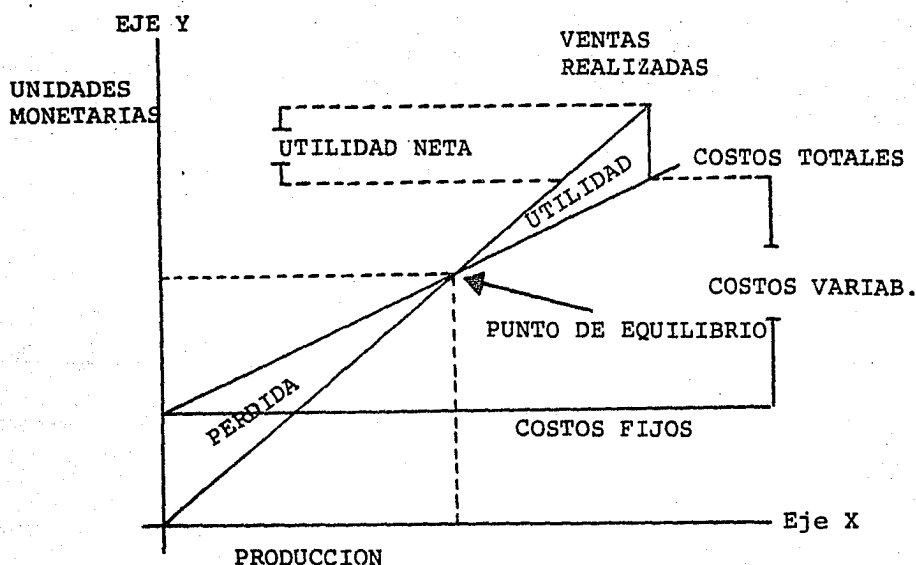 EJE Y
VENTAS
REALIZADAS
UNIDADES
MONETARIAS
UTILIDAD NETA
COSTOS TOTALES
UTILIDAD
COSTOS VARIAB.
PUNTO DE EQUILIBRIO
PERDIDA
COSTOS FIJOS
Eje X
PRODUCCION